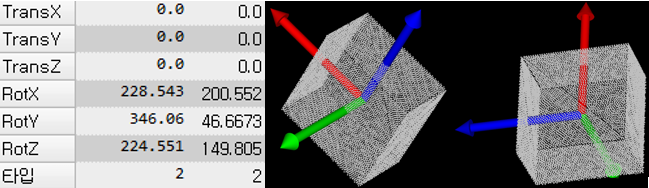 TransX 0.0 0.0
TransY 0.0 0.0
TransZ 0.0 0.0
RotX 228.543 200.552
RotY 346.06 46.6673
RotZ 224.551 149.805
타입 2 2